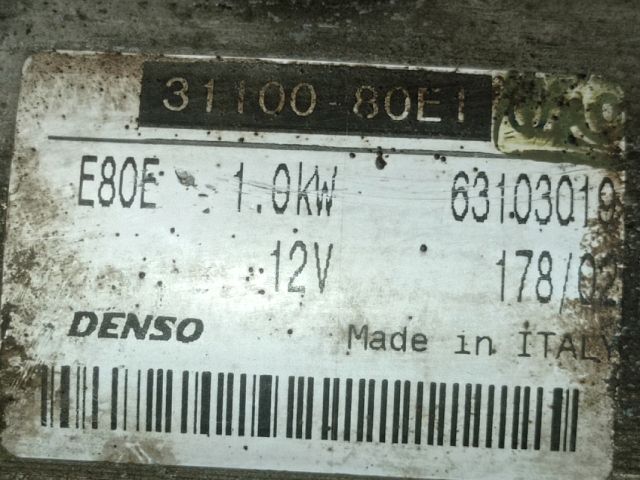 31100-80E1
E80E 1.0KW 63103019
12V 178/02
DENSO Made in ITALY